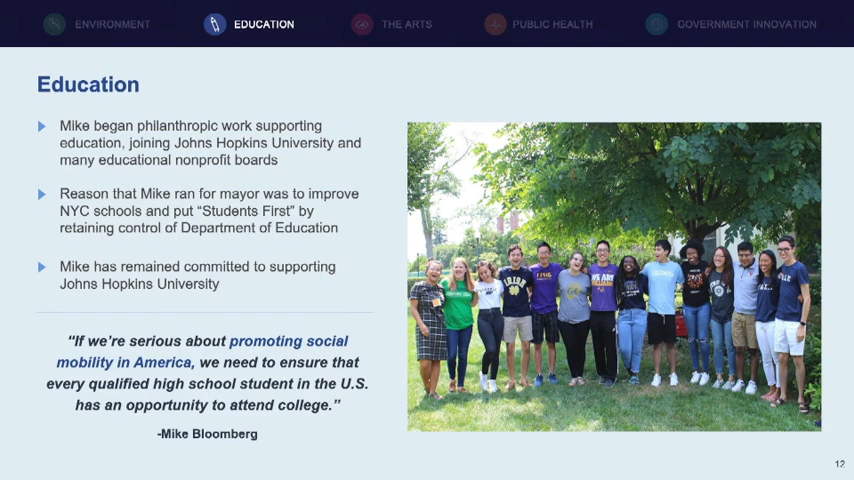 ENVIRONMENT
EDUCATION
THE ARTS
PUBLIC HEALTH
GOVERNMENT INNOVATION
Education
Mike began philanthropic work supporting
education, joining Johns Hopkins University and
many educational nonprofit boards
Reason that Mike ran for mayor was to improve
NYC schools and put “Students First” by
retaining control of Department of Education
Mike has remained committed to supporting
Johns Hopkins University
“If we’re serious about promoting social
mobility in America, we need to ensure that
every qualified high school student in the U.S.
has an opportunity to attend college.”
-Mike Bloomberg
12